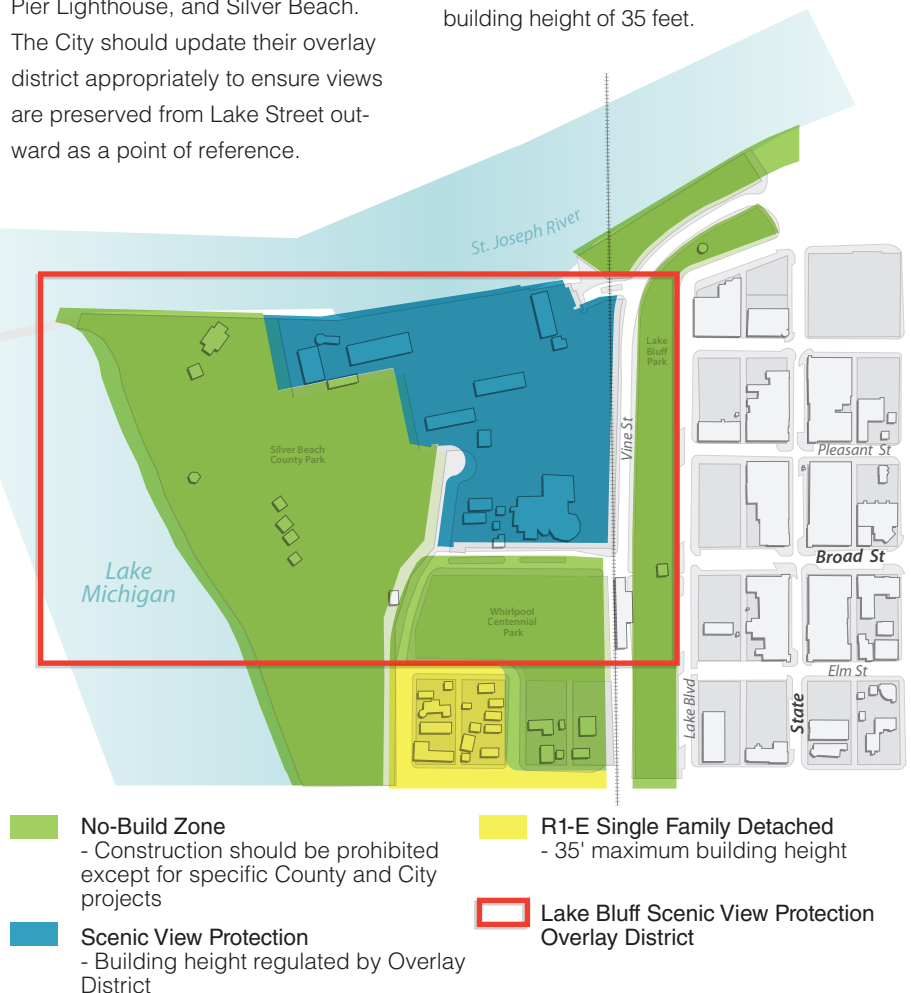 Pier Lighthouse, and Silver Beach.
The City should update their overlay
district appropriately to ensure views
are preserved from Lake Street out-
ward as a point of reference.
building height of 35 feet.
St. Joseph River
Lake
Bluff
Park
Vine St
Silver Beach
County Park
Pleasant St
Broad St
Lake
Michigan
Whirlpool
Centennial
Park
Elm St
Lake Blvd
State
No-Build Zone
- Construction should be prohibited
except for specific County and City
projects
Scenic View Protection
- Building height regulated by Overlay
District
R1-E Single Family Detached
- 35' maximum building height
Lake Bluff Scenic View Protection
Overlay District